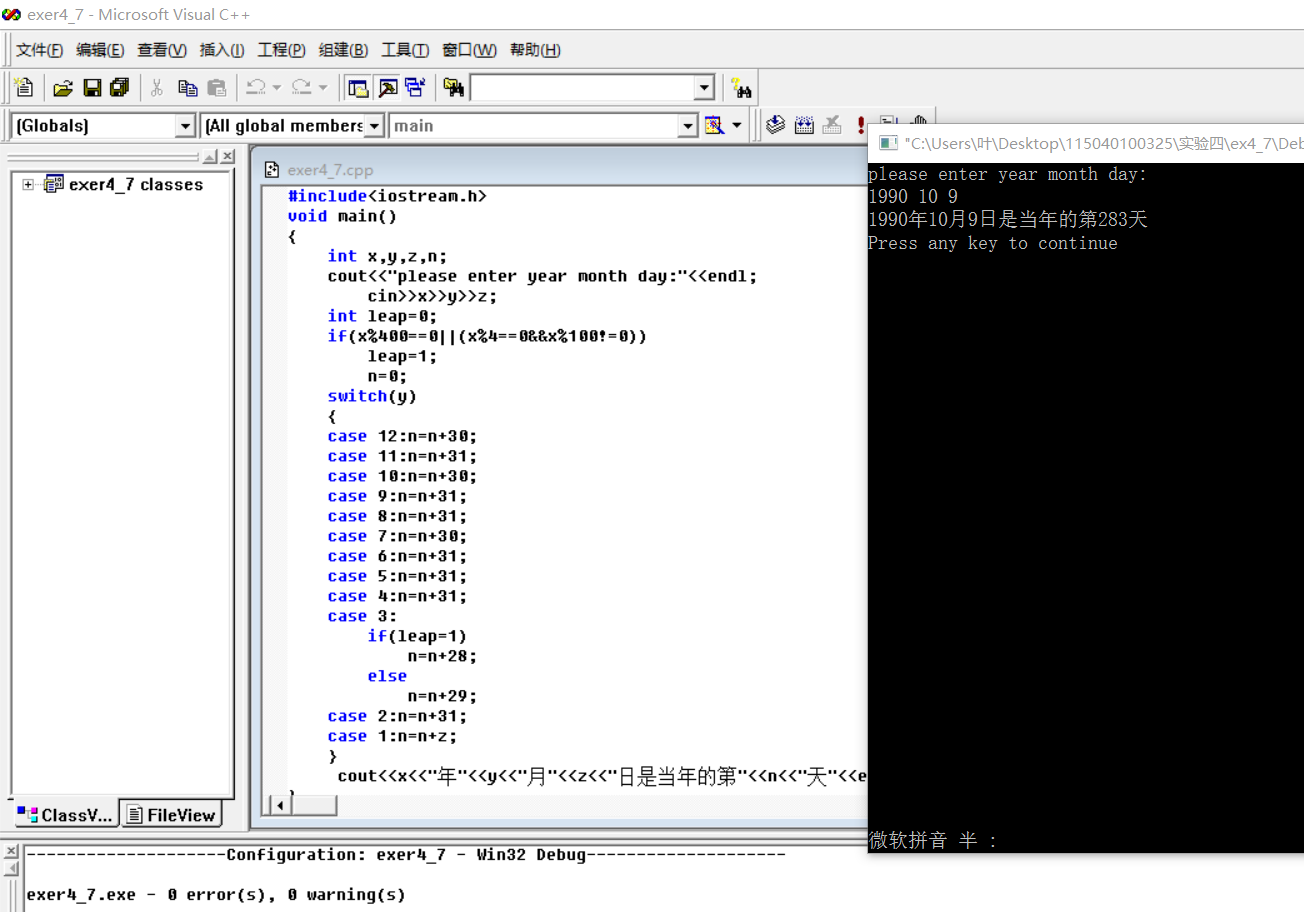 exer4_7 - Microsoft Visual C++
文件(F) 编辑(E) 查看(V) 插入(I) 工程(P) 组建(B) 工具(T) 窗口(W) 帮助(H)
(Globals) (All global members main
exer4_7 classes
exer4_7.cpp
#include<iostream.h>
void main()
{
int x,y,z,n;
cout<<"please enter year month day:"<<endl;
cin>>x>>y>>z;
int leap=0;
if(x%400==0||(x%4==0&&x%100!=0))
leap=1;
n=0;
switch(y)
{
case 12:n=n+30;
case 11:n=n+31;
case 10:n=n+30;
case 9:n=n+31;
case 8:n=n+31;
case 7:n=n+30;
case 6:n=n+31;
case 5:n=n+31;
case 4:n=n+31;
case 3:
if(leap=1)
n=n+28;
else
n=n+29;
case 2:n=n+31;
case 1:n=n+z;
}
cout<<x<<"年"<<y<<"月"<<z<<"日是当年的第"<<n<<"天"<<e
ClassV... FileView
"C:\Users\叶\Desktop\115040100325\实验四\ex4_7\Deb
please enter year month day:
1990 10 9
1990年10月9日是当年的第283天
Press any key to continue
微软拼音 半 :
--------------------Configuration: exer4_7 - Win32 Debug--------------------
exer4_7.exe - 0 error(s), 0 warning(s)